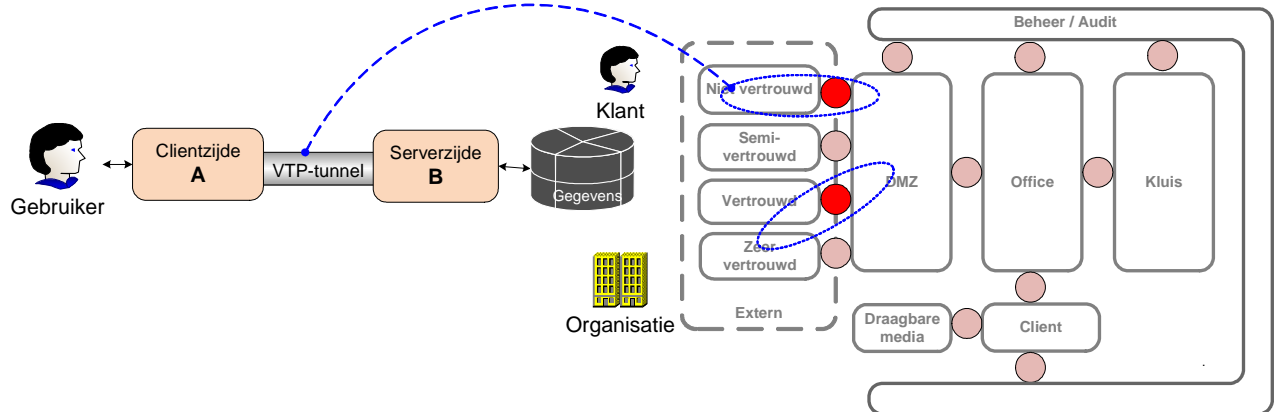 Beheer / Audit
Klant
Niet vertrouwd
Semi-
vertrouwd
Clientzijde
A
VTP-tunnel
Serverzijde
B
Gegevens
Gebruiker
Vertrouwd
Zeer
vertrouwd
DMZ
Office
Kluis
Organisatie
Extern
Draagbare
media
Client